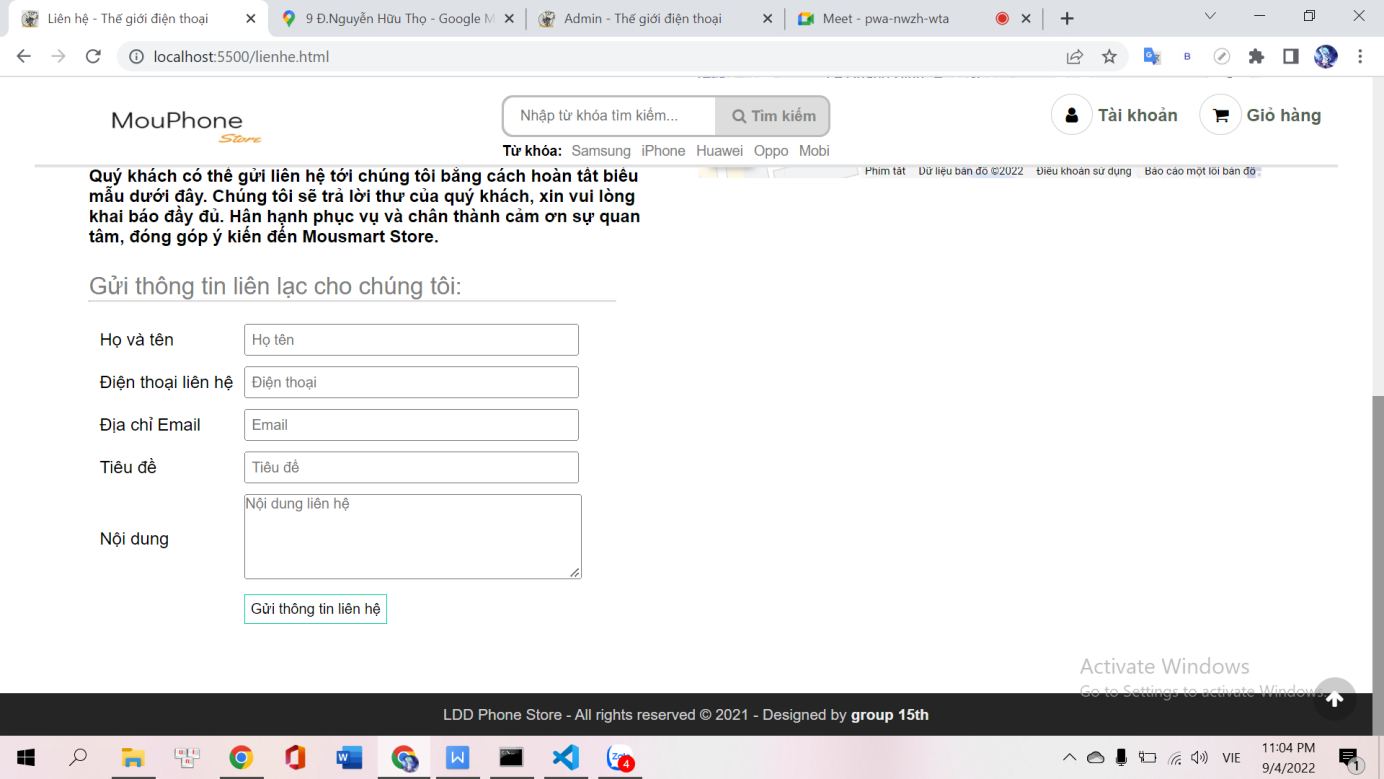 Liên hệ - Thế giới điện thoại
9 Đ.Nguyễn Hữu Thọ - Google M
Admin - Thế giới điện thoại
Meet - pwa-nwzh-wta
localhost:5500/lienhe.html
B
MouPhone
Store
Nhập từ khóa tìm kiếm...
Tìm kiếm
Tài khoản
Giỏ hàng
Từ khóa: Samsung iPhone Huawei Oppo Mobi
Phím tắt Dữ liệu bản đồ ©2022 Điều khoản sử dụng Báo cáo một lỗi bản đồ
Quý khách có thể gửi liên hệ tới chúng tôi bằng cách hoàn tất biểu
mẫu dưới đây. Chúng tôi sẽ trả lời thư của quý khách, xin vui lòng
khai báo đầy đủ. Hân hạnh phục vụ và chân thành cảm ơn sự quan
tâm, đóng góp ý kiến đến Mousmart Store.
Gửi thông tin liên lạc cho chúng tôi:
Họ và tên
Họ tên
Điện thoại liên hệ
Điện thoại
Địa chỉ Email
Email
Tiêu đề
Tiêu đề
Nội dung
Nội dung liên hệ
Gửi thông tin liên hệ
Activate Windows
Go to Settings to activate Windows.
LDD Phone Store - All rights reserved © 2021 - Designed by group 15th
4
VIE
11:04 PM
9/4/2022
1